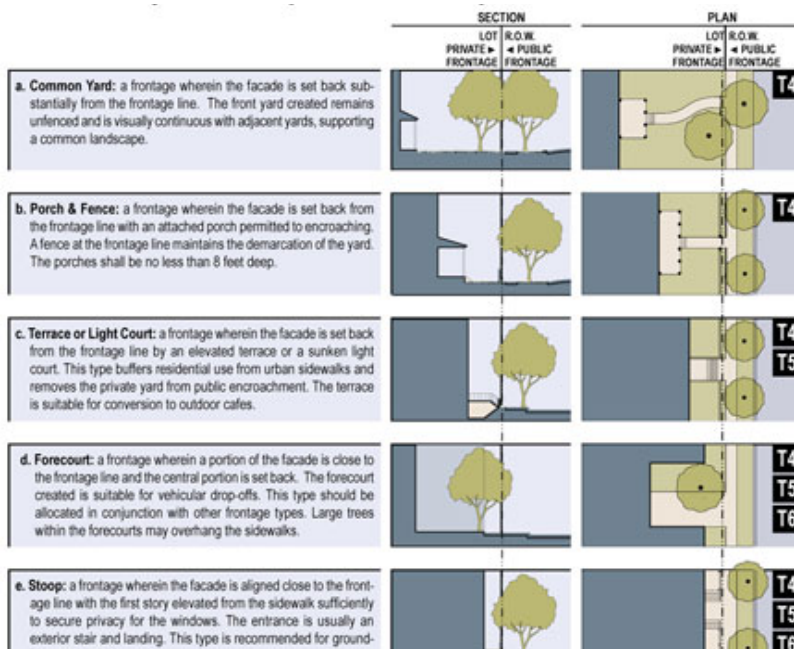 SECTION
PLAN
LOT R.O.W.
PRIVATE ► ◄ PUBLIC
FRONTAGE FRONTAGE
LOT R.O.W.
PRIVATE ► ◄ PUBLIC
FRONTAGE FRONTAGE
a. Common Yard: a frontage wherein the facade is set back sub-
stantially from the frontage line. The front yard created remains
unfenced and is visually continuous with adjacent yards, supporting
a common landscape.
T4
b. Porch & Fence: a frontage wherein the facade is set back from
the frontage line with an attached porch permitted to encroaching.
A fence at the frontage line maintains the demarcation of the yard.
The porches shall be no less than 8 feet deep.
T4
c. Terrace or Light Court: a frontage wherein the facade is set back
from the frontage line by an elevated terrace or a sunken light
court. This type buffers residential use from urban sidewalks and
removes the private yard from public encroachment. The terrace
is suitable for conversion to outdoor cafes.
T4
T5
d. Forecourt: a frontage wherein a portion of the facade is close to
the frontage line and the central portion is set back. The forecourt
created is suitable for vehicular drop-offs. This type should be
allocated in conjunction with other frontage types. Large trees
within the forecourts may overhang the sidewalks.
T4
T5
T6
e. Stoop: a frontage wherein the facade is aligned close to the front-
age line with the first story elevated from the sidewalk sufficiently
to secure privacy for the windows. The entrance is usually an
exterior stair and landing. This type is recommended for ground-
T4
T5
T6